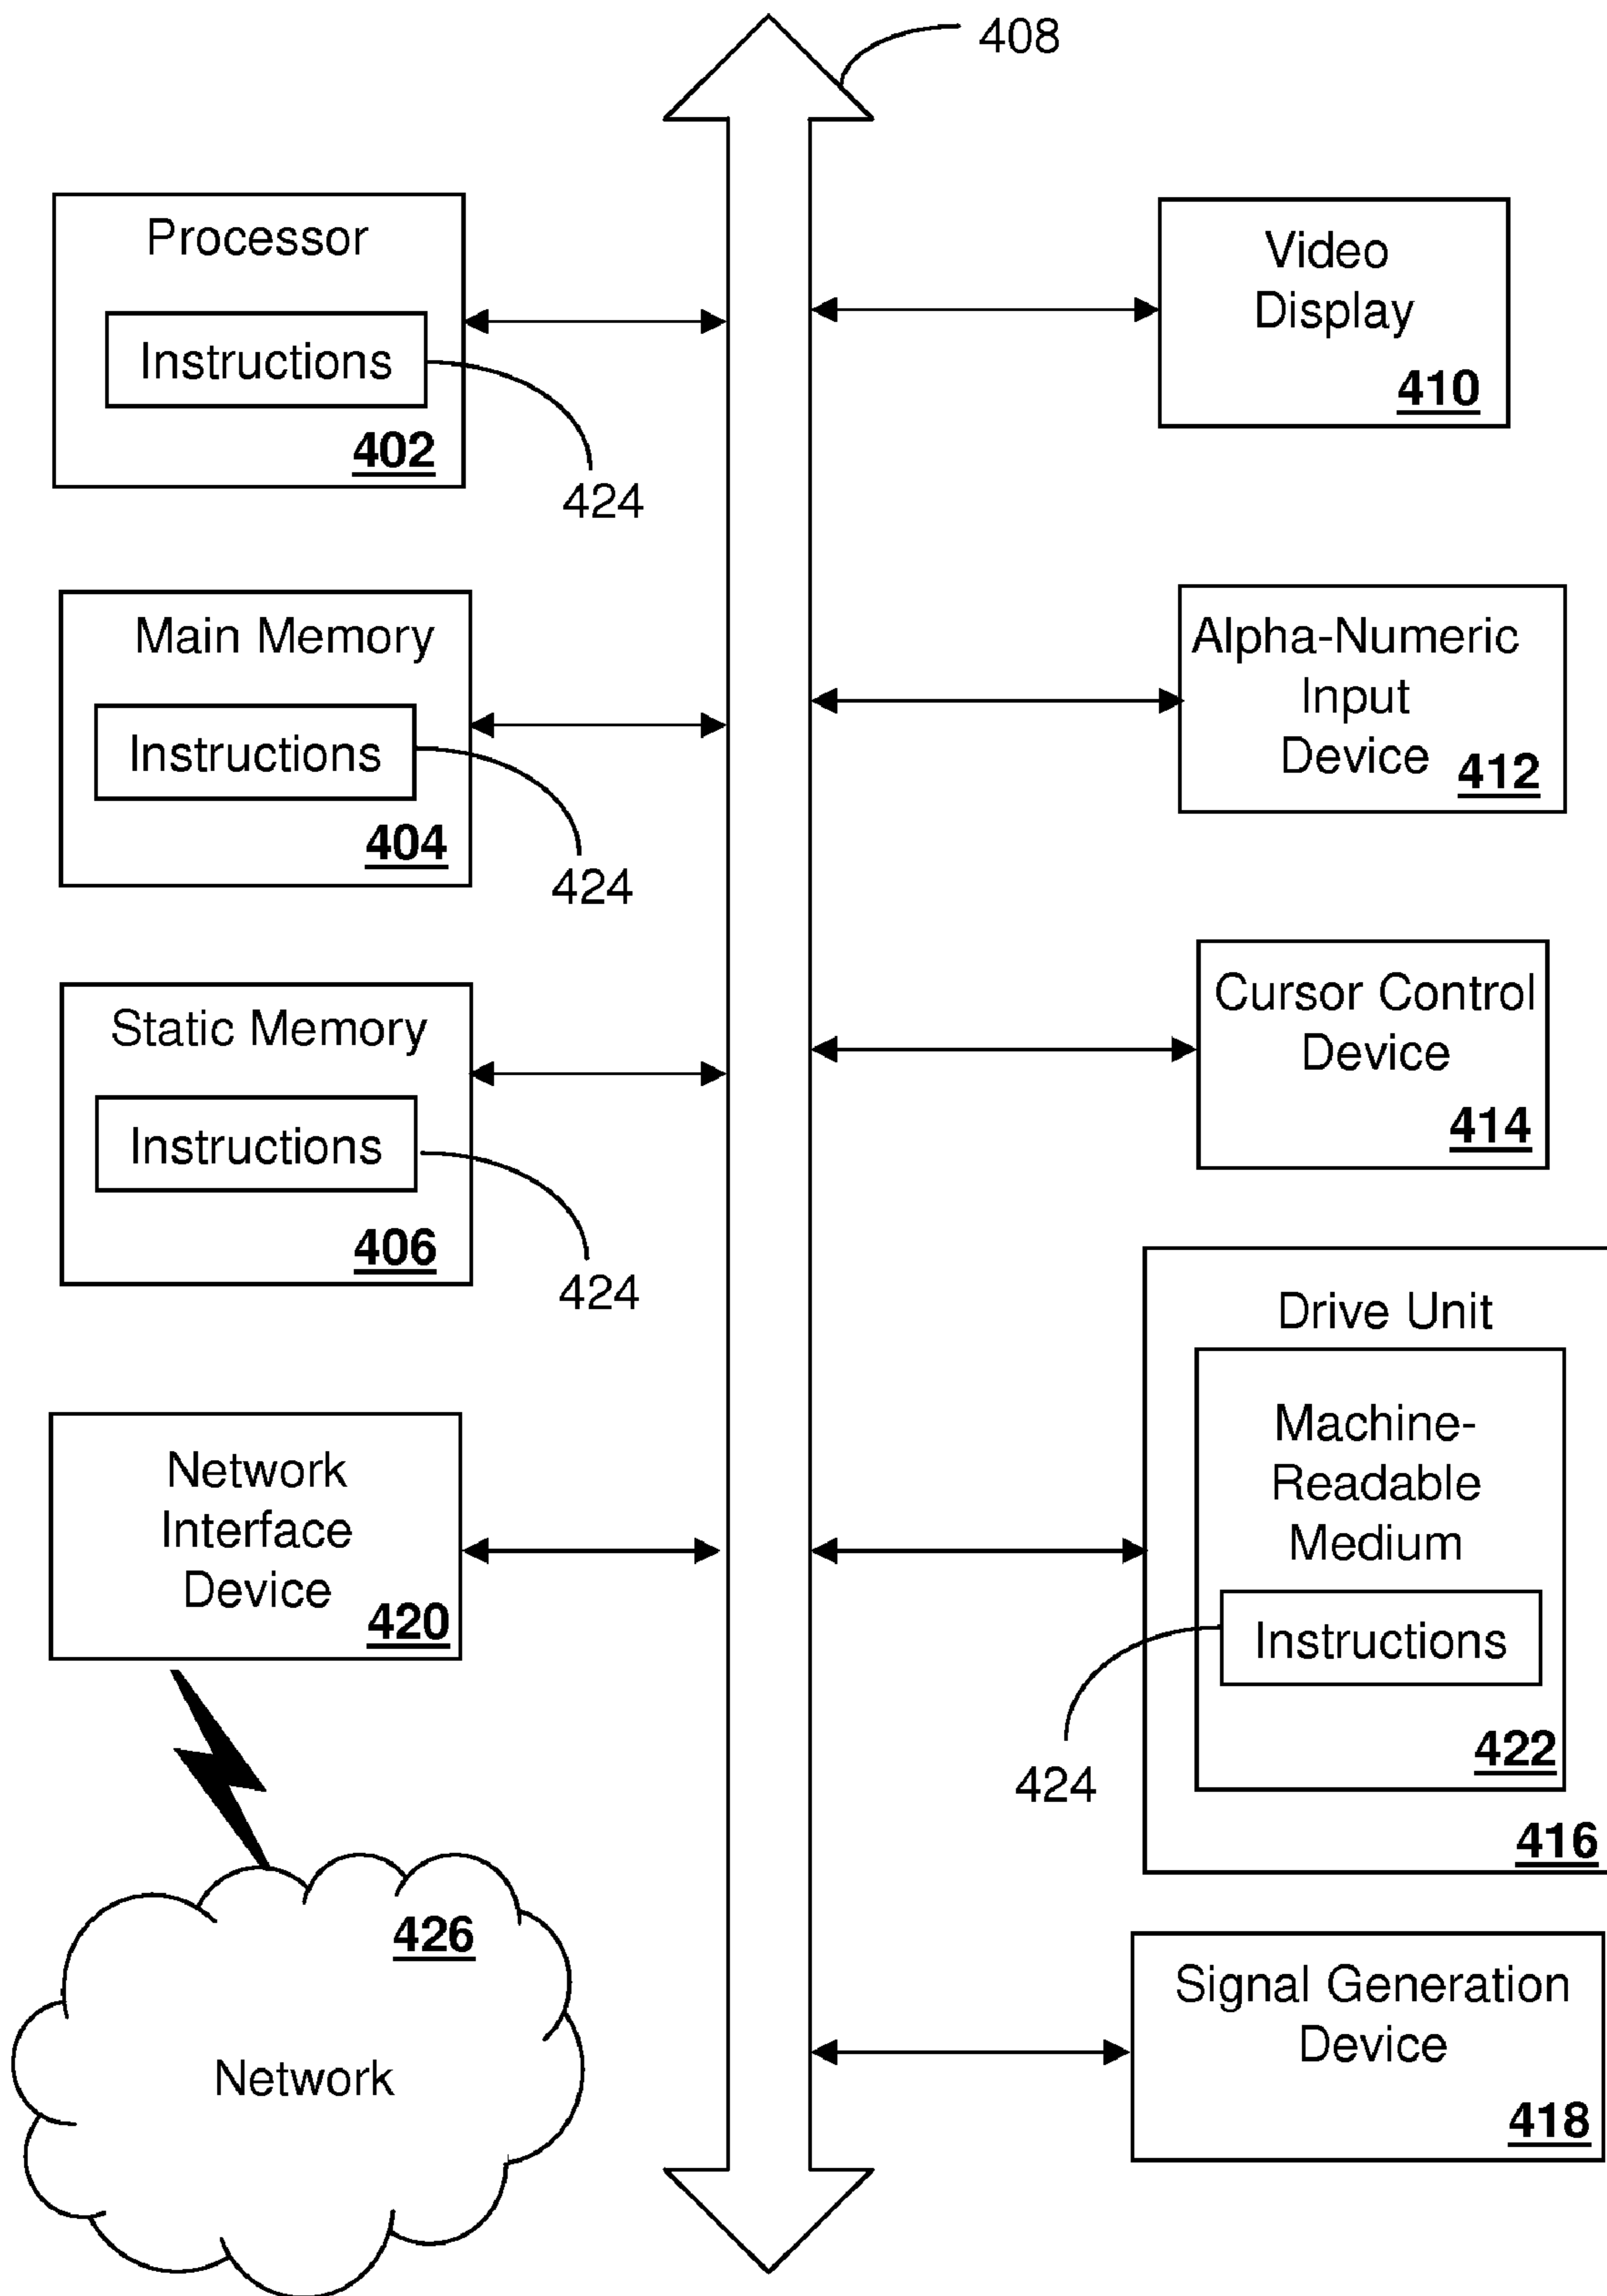 408
Processor
Instructions
402
424
Main Memory
Instructions
404
424
Static Memory
Instructions
406
424
Network
Interface
Device
420
426
Network
Video
Display
410
Alpha-Numeric
Input
Device
412
Cursor Control
Device
414
Drive Unit
Machine-
Readable
Medium
Instructions
424
422
416
Signal Generation
Device
418